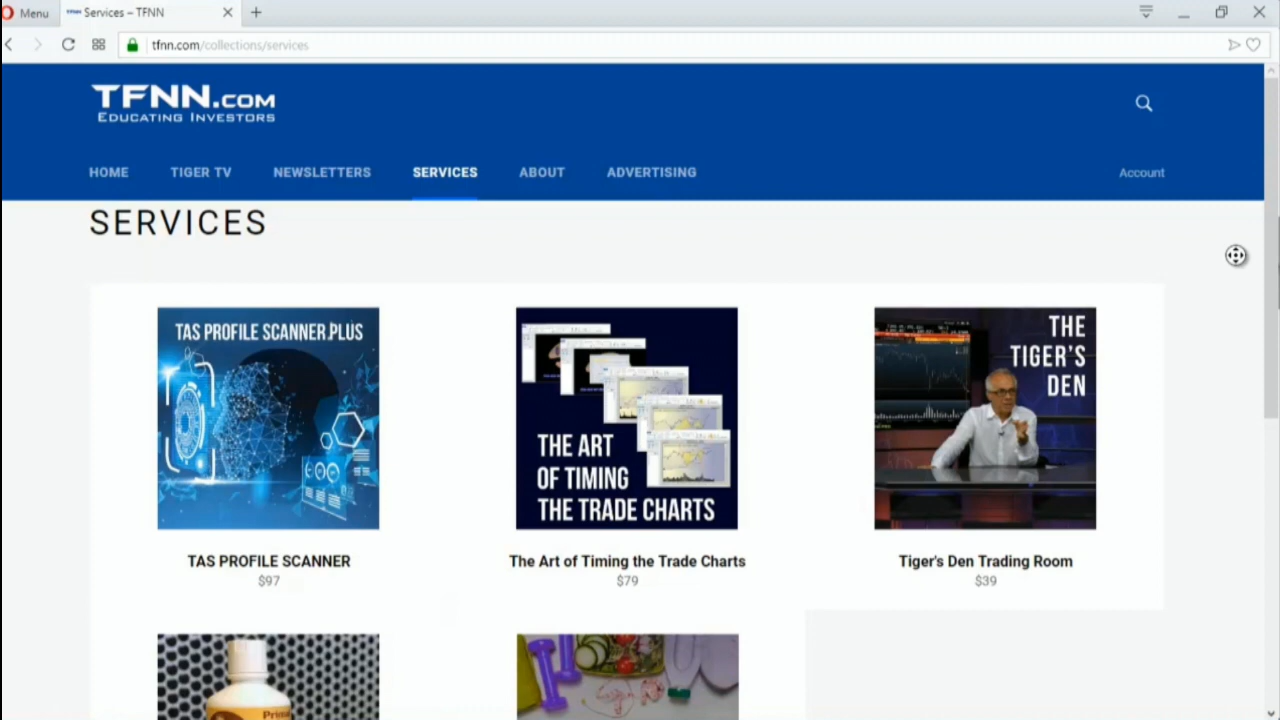 Menu
Services – TFNN
tfnn.com/collections/services
TFNN.COM
EDUCATING INVESTORS
HOME
TIGER TV
NEWSLETTERS
SERVICES
ABOUT
ADVERTISING
Account
SERVICES
TAS PROFILE SCANNER PLUS
THE ART
OF TIMING
THE TRADE CHARTS
THE
TIGER'S
DEN
TAS PROFILE SCANNER
The Art of Timing the Trade Charts
Tiger's Den Trading Room
$97
$79
$39